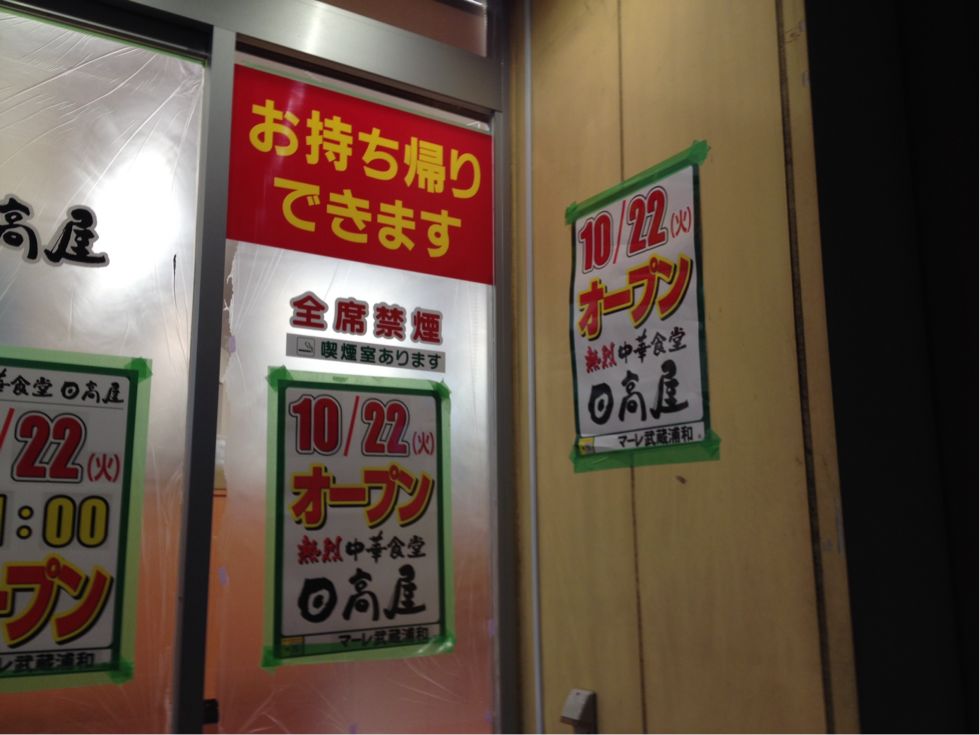 高屋
お持ち帰り
できます
全席禁煙
喫煙室あります
食堂 日高屋
/22(火)
:00
プン
マーレ武蔵浦和
10/22(火)
オープン
熱烈中華食堂
日高屋
マーレ武蔵浦和
10/22(火)
オープン
熱烈中華食堂
日高屋
マーレ武蔵浦和